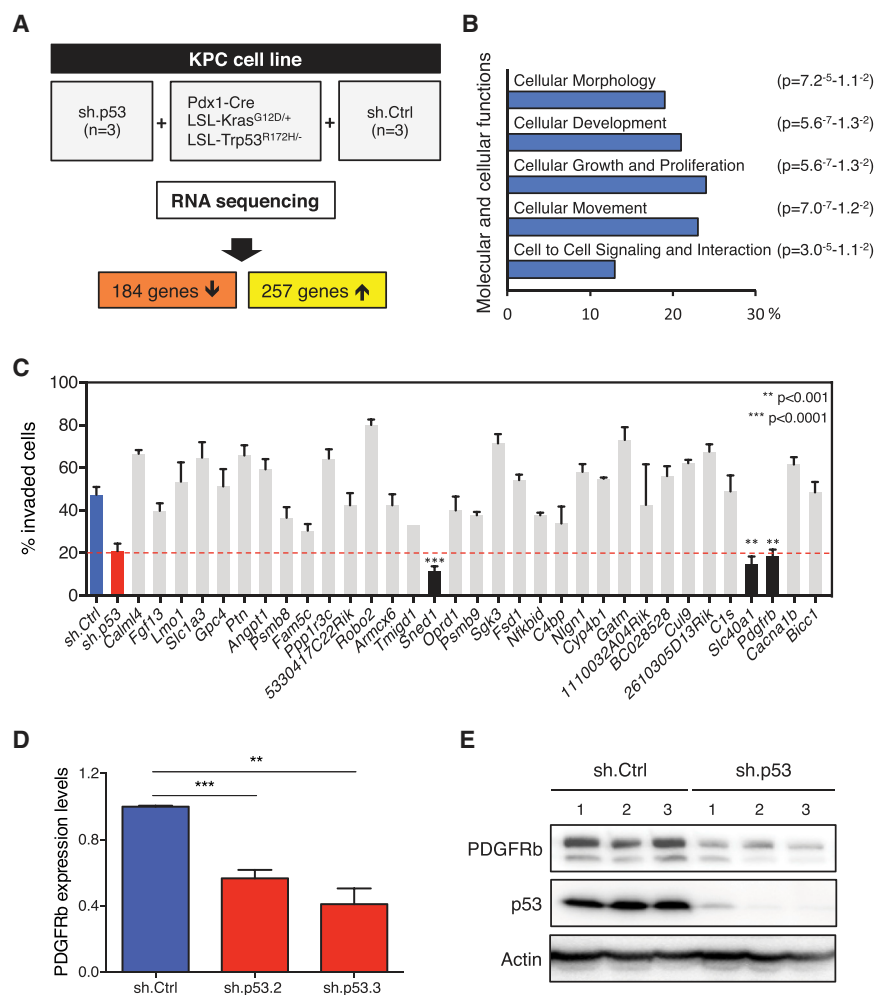 A
KPC cell line
sh.p53
(n=3)
+
Pdx1-Cre
LSL-KrasG12D/+
LSL-Trp53R172H/-
+
sh.Ctrl
(n=3)
RNA sequencing
184 genes ↓
257 genes ↑
B
Molecular and cellular functions
Cellular Morphology (p=7.2-5-1.1-2)
Cellular Development (p=5.6-7-1.3-2)
Cellular Growth and Proliferation (p=5.6-7-1.3-2)
Cellular Movement (p=7.0-7-1.2-2)
Cell to Cell Signaling and Interaction (p=3.0-5-1.1-2)
0 10 20 30 %
C
% invaded cells
100
80
60
40
20
0
** p<0.001
*** p<0.0001
***
** **
sh.Ctrl
sh.p53
Calml4
Fgf13
Lmo1
Slc1a3
Gpc4
Ptn
Angpt1
Psmb8
Fam5c
Ppp1r3c
5330417C22Rik
Robo2
Armcx6
Tmigd1
Sned1
Oprd1
Psmb9
Sgk3
Fsd1
Nfkbid
C4bp
Nlgn1
Cyp4b1
Gatm
1110032A04Rik
BC028528
Cul9
2610305D13Rik
C1s
Slc40a1
Pdgfrb
Cacna1b
Bicc1
D
PDGFRb expression levels
1.2
0.8
0.4
0.0
**
***
sh.Ctrl sh.p53.2 sh.p53.3
E
sh.Ctrl sh.p53
1 2 3 1 2 3
PDGFRb
p53
Actin